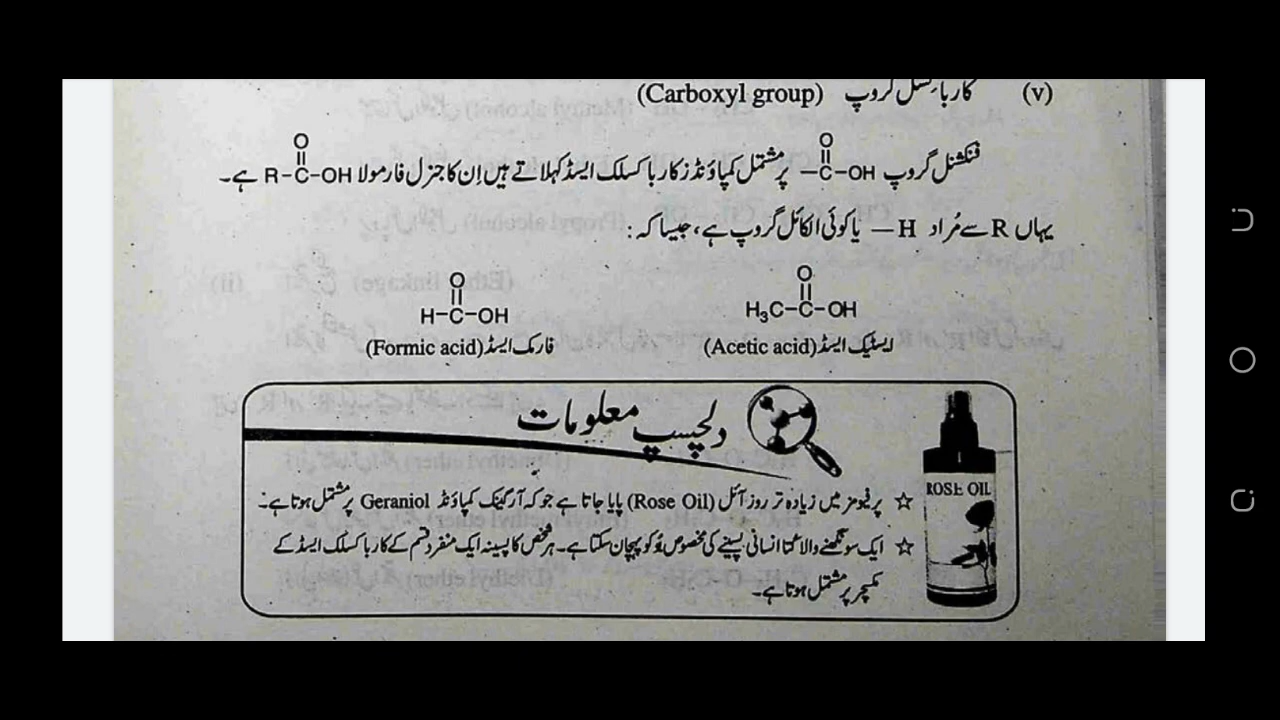 (v) کاربا کسل گروپ (Carboxyl group)
فنکشنل گروپ
O
||
—C—OH
پر مشتمل کمپاؤنڈز کاربا کسلک ایسڈ کہلاتے ہیں اِن کا جنرل فارمولا
O
||
R—C—OH
ہے۔
یہاں R سے مُراد H — یا کوئی الکائل گروپ ہے، جیسا کہ :
O
||
H₃C—C—OH
ایسٹیک ایسڈ (Acetic acid)
O
||
H—C—OH
فارمک ایسڈ (Formic acid)
دلچسپ معلومات
ROSE OIL
☆ پرفیومز میں زیادہ تر روز آئل (Rose Oil) پایا جاتا ہے جو کہ آرگینک کمپاؤنڈ Geraniol پر مشتمل ہوتا ہے۔
☆ ایک سونگھنے والا کتا انسانی پسینے کی مخصوص بُو کو پہچان سکتا ہے۔ ہر شخص کا پسینہ ایک منفرد قسم کے کاربا کسلک ایسڈ کے
مکسچر پر مشتمل ہوتا ہے۔